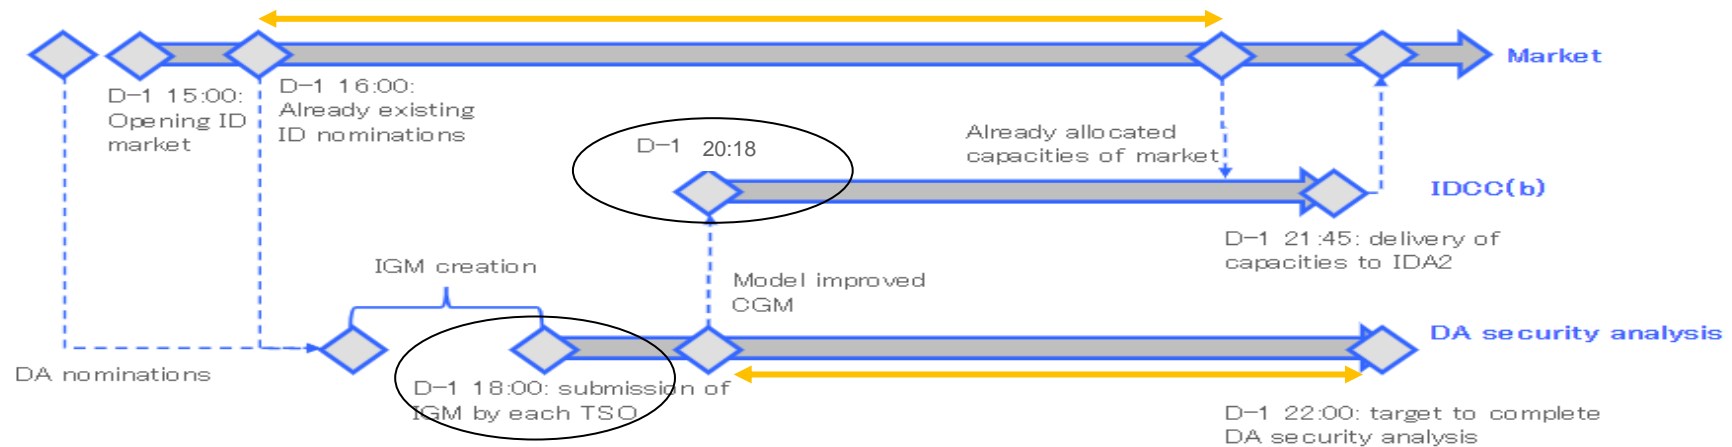 Market
D-1 15:00:
Opening ID
market
D-1 16:00:
Already existing
ID nominations
D-1 20:18
Already allocated
capacities of market
IDCC(b)
D-1 21:45: delivery of
capacities to IDA2
IGM creation
Model improved
CGM
DA security analysis
DA nominations
D-1 18:00: submission of
IGM by each TSO
D-1 22:00: target to complete
DA security analysis